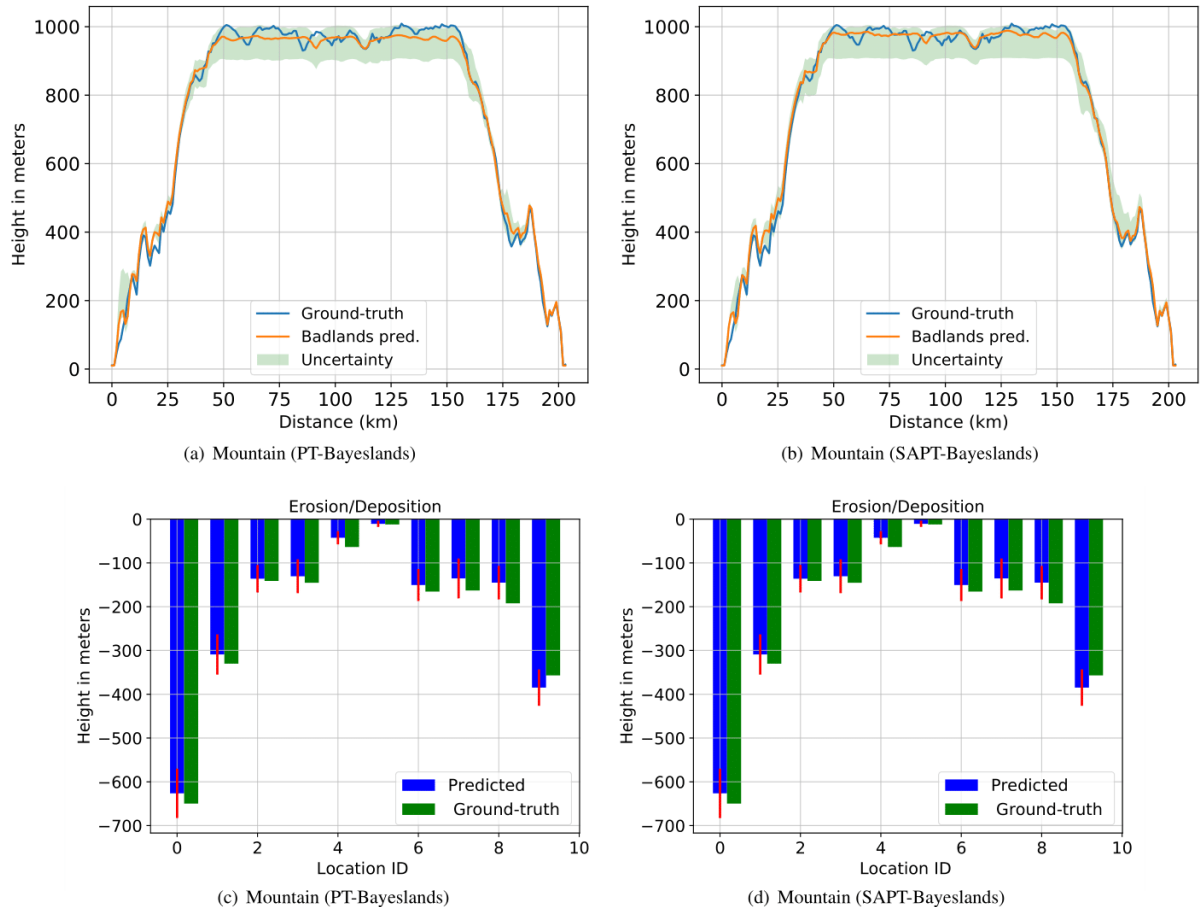 1000
800
600
400
200
0
Height in meters
Ground-truth
Badlands pred.
Uncertainty
0 25 50 75 100 125 150 175 200
Distance (km)
(a) Mountain (PT-Bayeslands)
1000
800
600
400
200
0
Height in meters
Ground-truth
Badlands pred.
Uncertainty
0 25 50 75 100 125 150 175 200
Distance (km)
(b) Mountain (SAPT-Bayeslands)
Erosion/Deposition
0
−100
−200
−300
−400
−500
−600
−700
Height in meters
Predicted
Ground-truth
0 2 4 6 8 10
Location ID
(c) Mountain (PT-Bayeslands)
Erosion/Deposition
0
−100
−200
−300
−400
−500
−600
−700
Height in meters
Predicted
Ground-truth
0 2 4 6 8 10
Location ID
(d) Mountain (SAPT-Bayeslands)